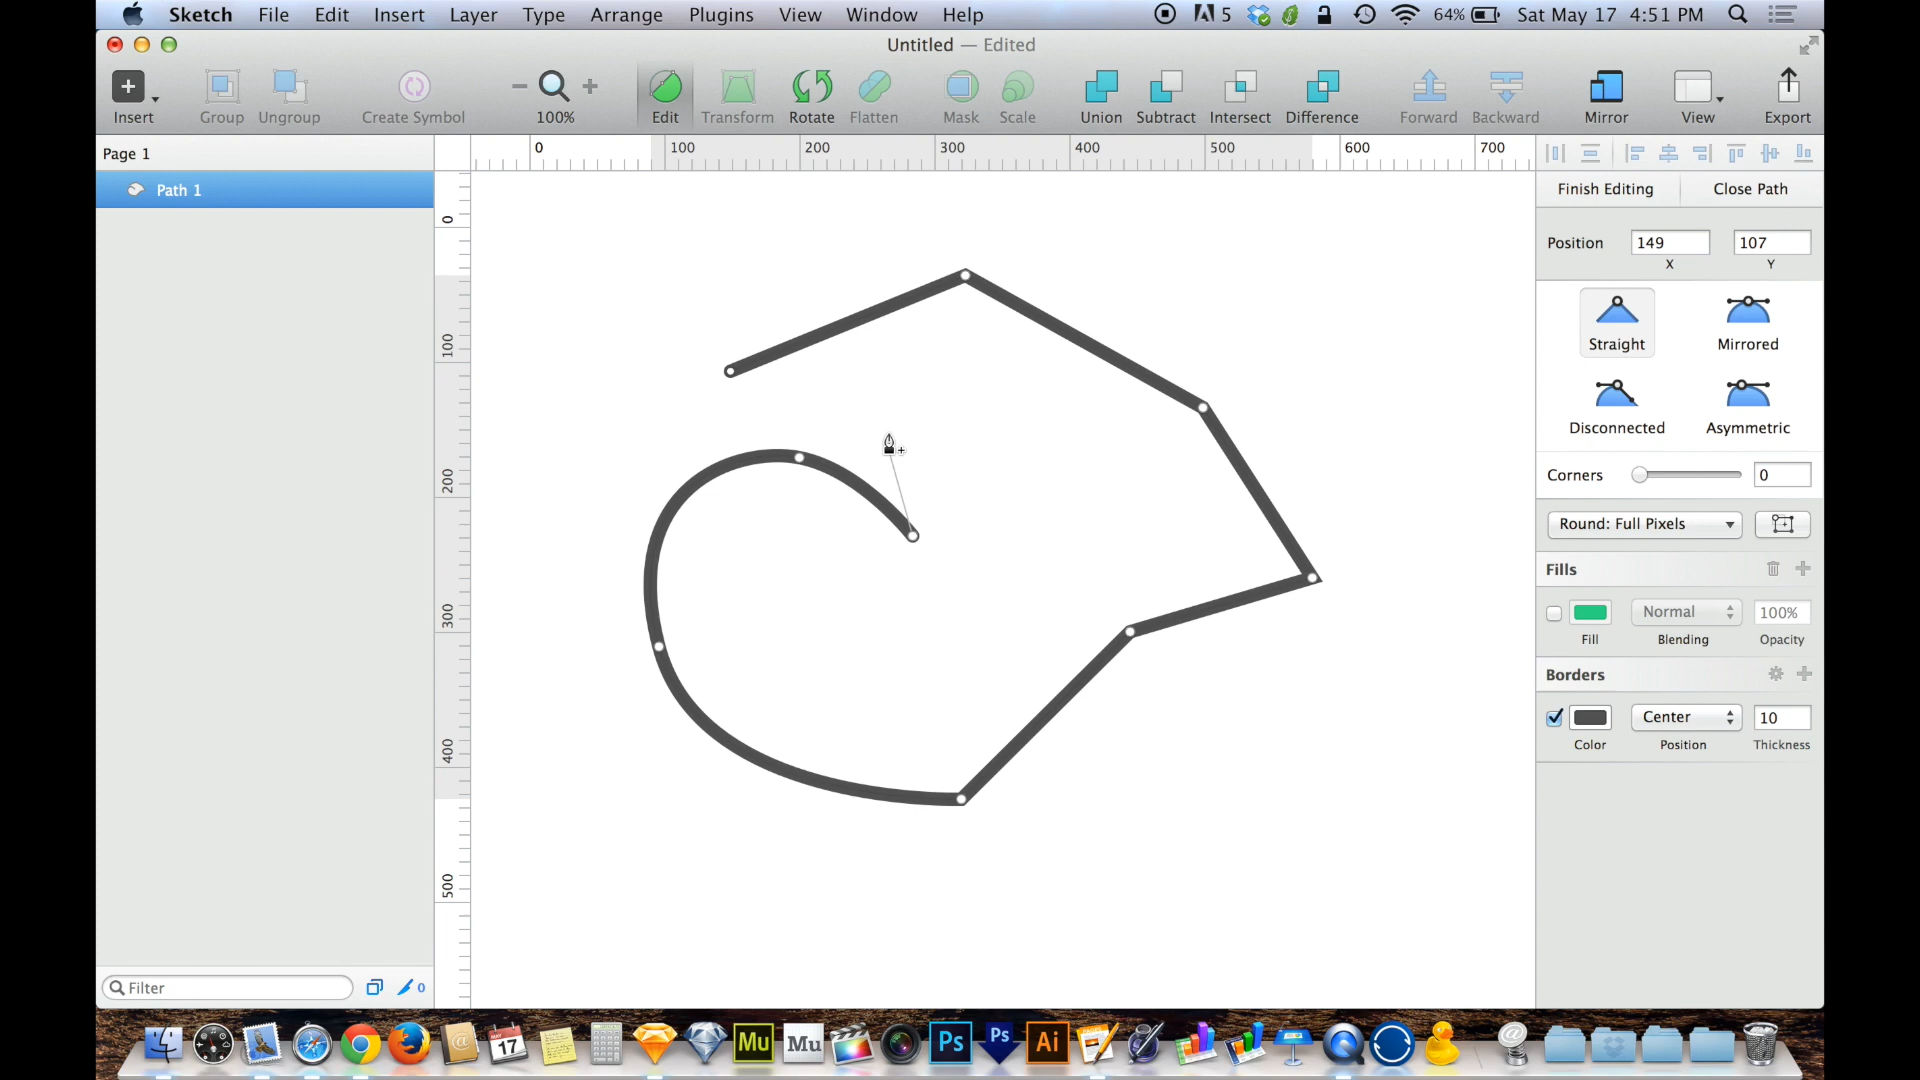 Sketch File Edit Insert Layer Type Arrange Plugins View Window Help 5 64% Sat May 17 4:51 PM
Untitled — Edited
Insert Group Ungroup Create Symbol 100% Edit Transform Rotate Flatten Mask Scale Union Subtract Intersect Difference Forward Backward Mirror View Export
Page 1
0 100 200 300 400 500 600 700
Path 1
Finish Editing Close Path
0
100
200
300
400
500
Position 149 107
X Y
Straight Mirrored
Disconnected Asymmetric
Corners 0
Round: Full Pixels
Fills
Normal 100%
Fill Blending Opacity
Borders
Center 10
Color Position Thickness
Filter 0
MAY
17
Mu Mu Ps Ps Ai